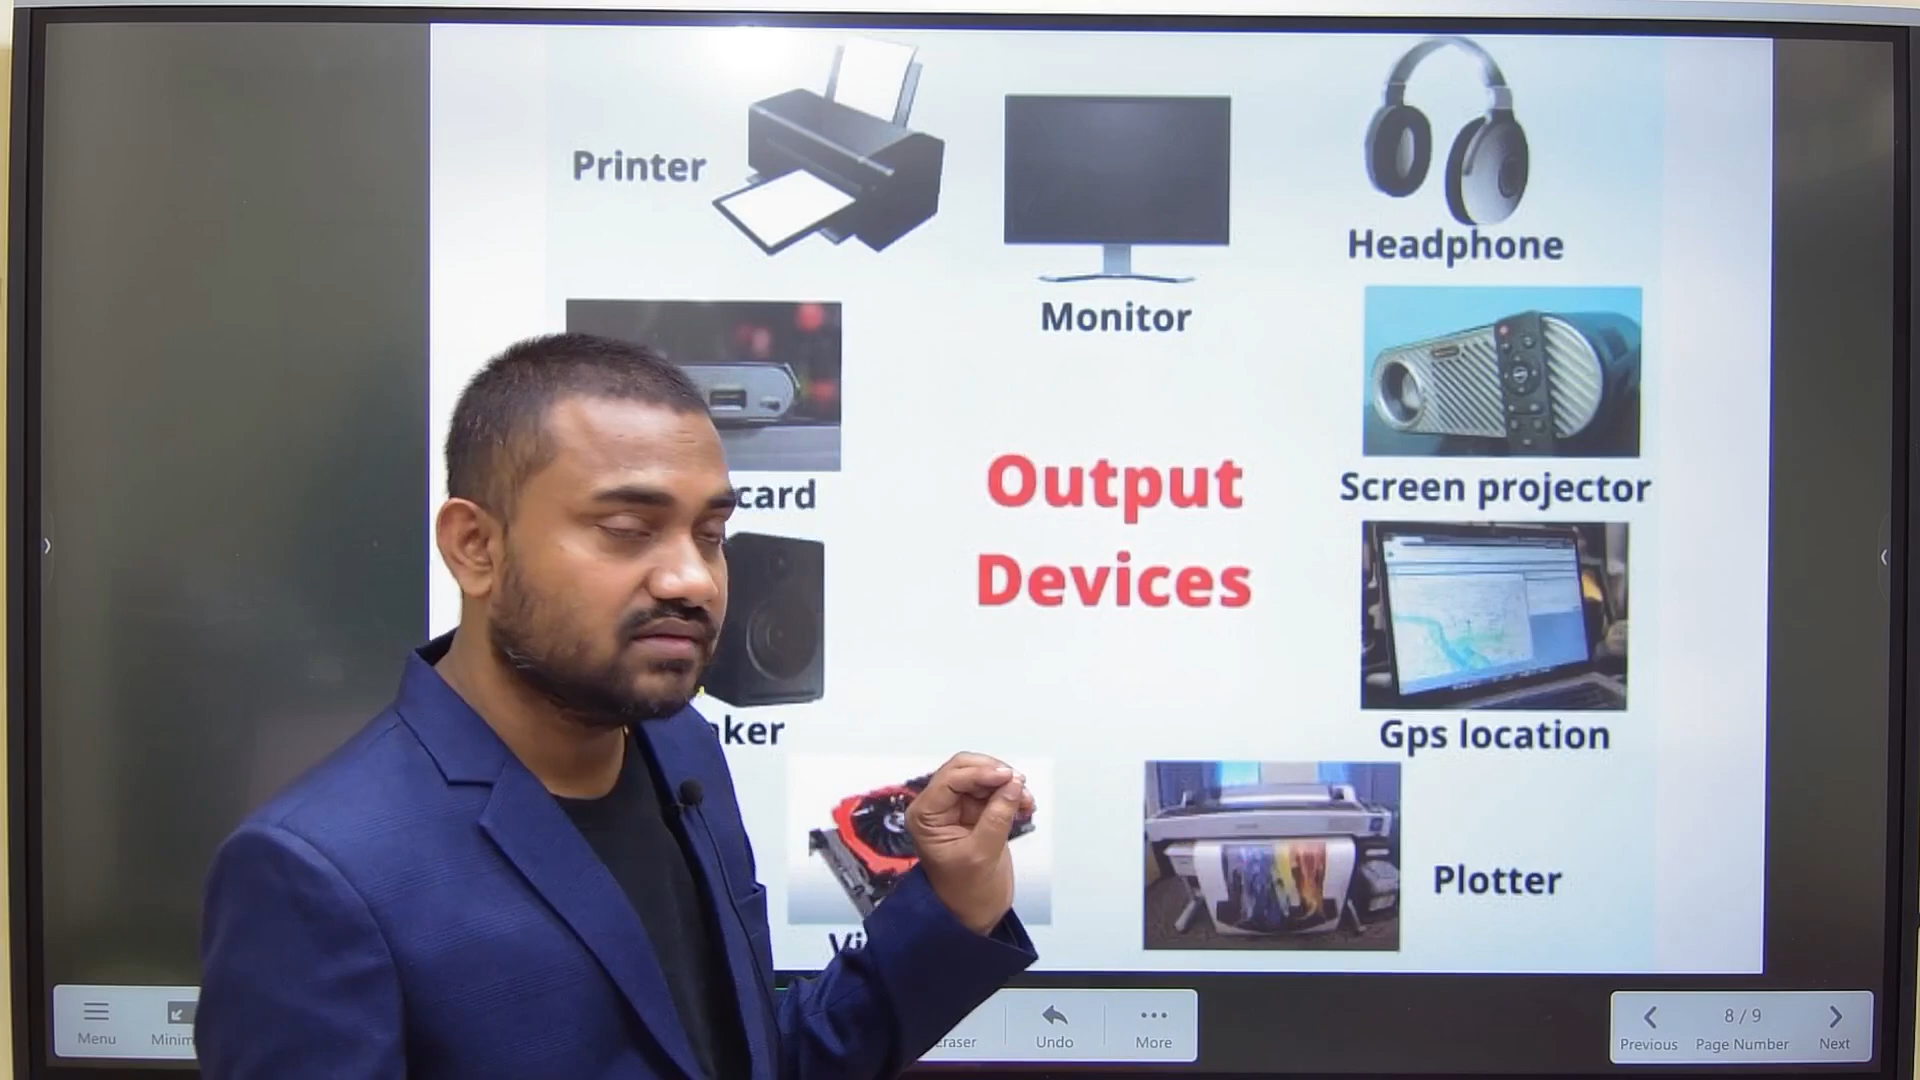 Printer
Monitor
Headphone
card
Screen projector
Output
Devices
Gps location
Plotter
Menu
Undo
More
8 / 9
Previous
Page Number
Next